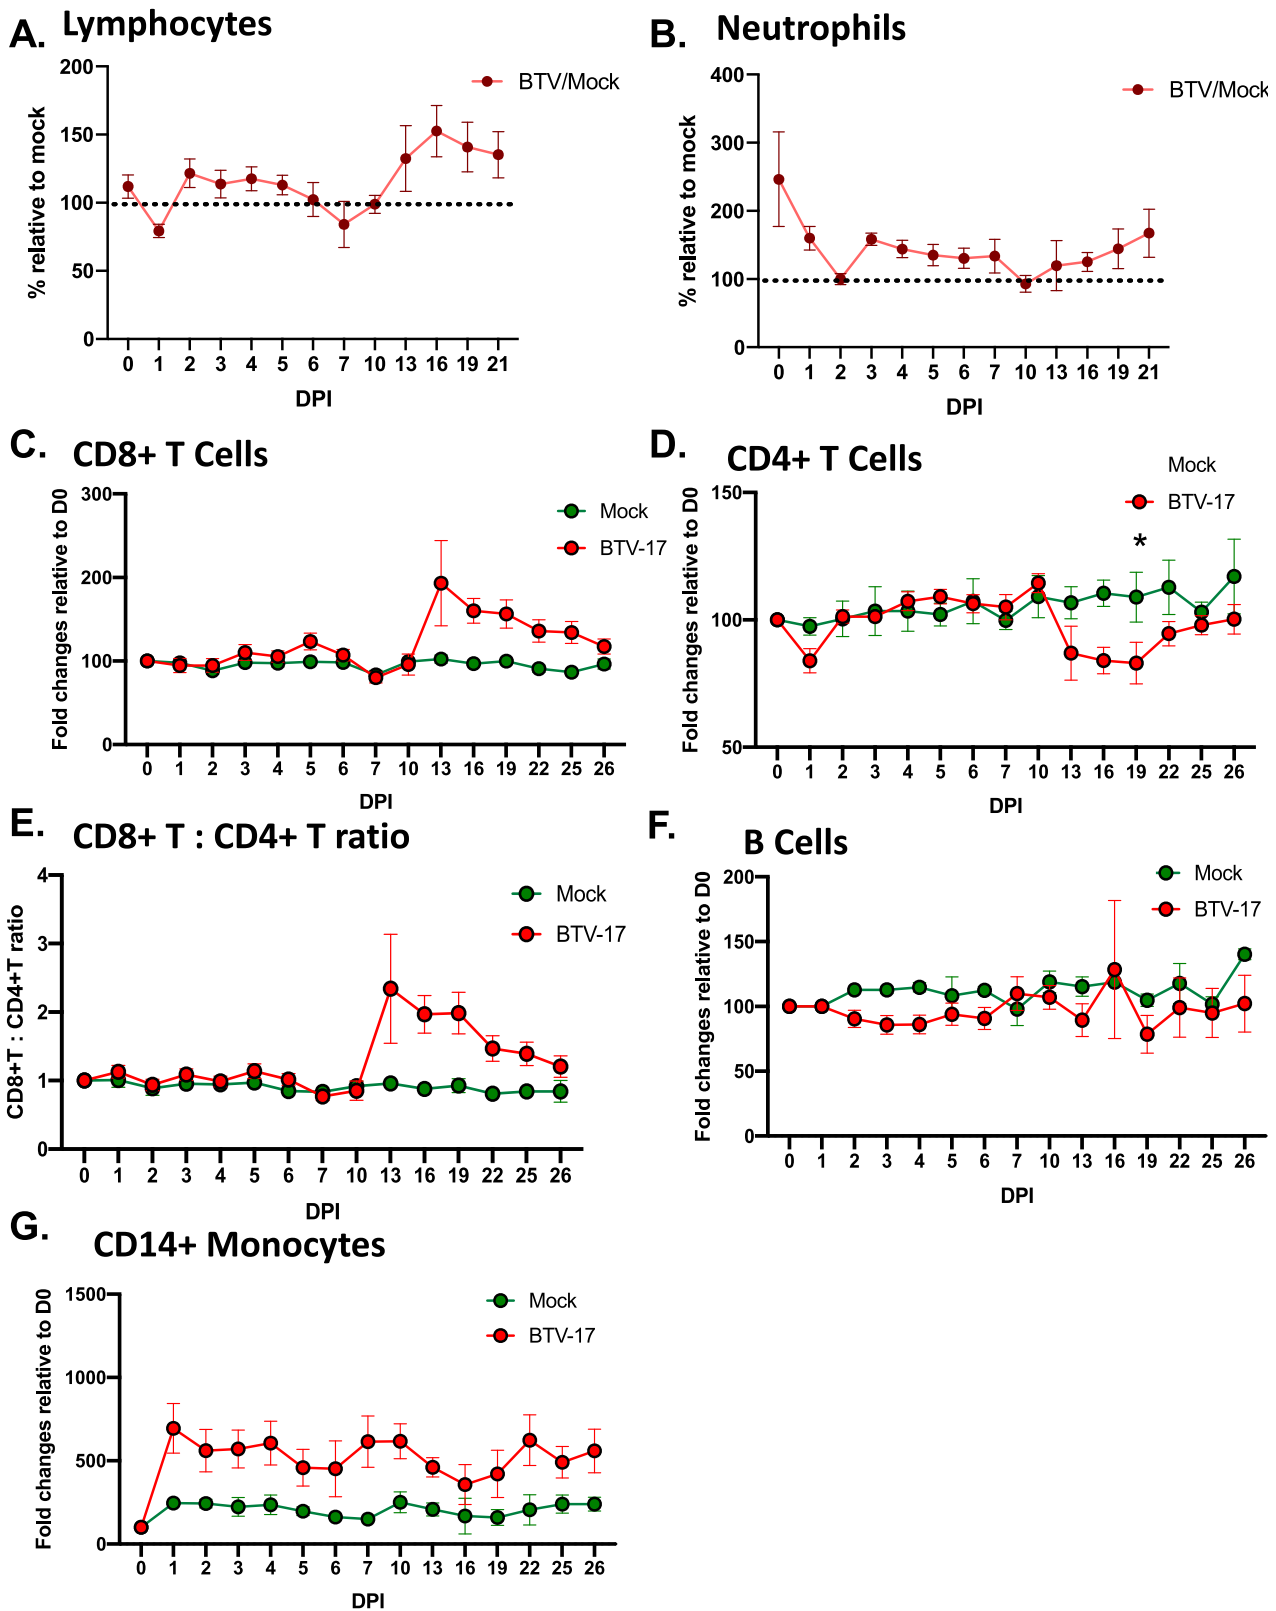 A. Lymphocytes
BTV/Mock
% relative to mock
200
150
100
50
0
0 1 2 3 4 5 6 7 10 13 16 19 21
DPI
B. Neutrophils
BTV/Mock
% relative to mock
400
300
200
100
0
0 1 2 3 4 5 6 7 10 13 16 19 21
DPI
C. CD8+ T Cells
Mock
BTV-17
Fold changes relative to D0
300
200
100
0
0 1 2 3 4 5 6 7 10 13 16 19 22 25 26
DPI
D. CD4+ T Cells
Mock
BTV-17
*
Fold changes relative to D0
150
100
50
0 1 2 3 4 5 6 7 10 13 16 19 22 25 26
DPI
E. CD8+ T : CD4+ T ratio
Mock
BTV-17
CD8+T : CD4+T ratio
4
3
2
1
0
0 1 2 3 4 5 6 7 10 13 16 19 22 25 26
DPI
F. B Cells
Mock
BTV-17
Fold changes relative to D0
200
150
100
50
0
0 1 2 3 4 5 6 7 10 13 16 19 22 25 26
DPI
G. CD14+ Monocytes
Mock
BTV-17
Fold changes relative to D0
1500
1000
500
0
0 1 2 3 4 5 6 7 10 13 16 19 22 25 26
DPI